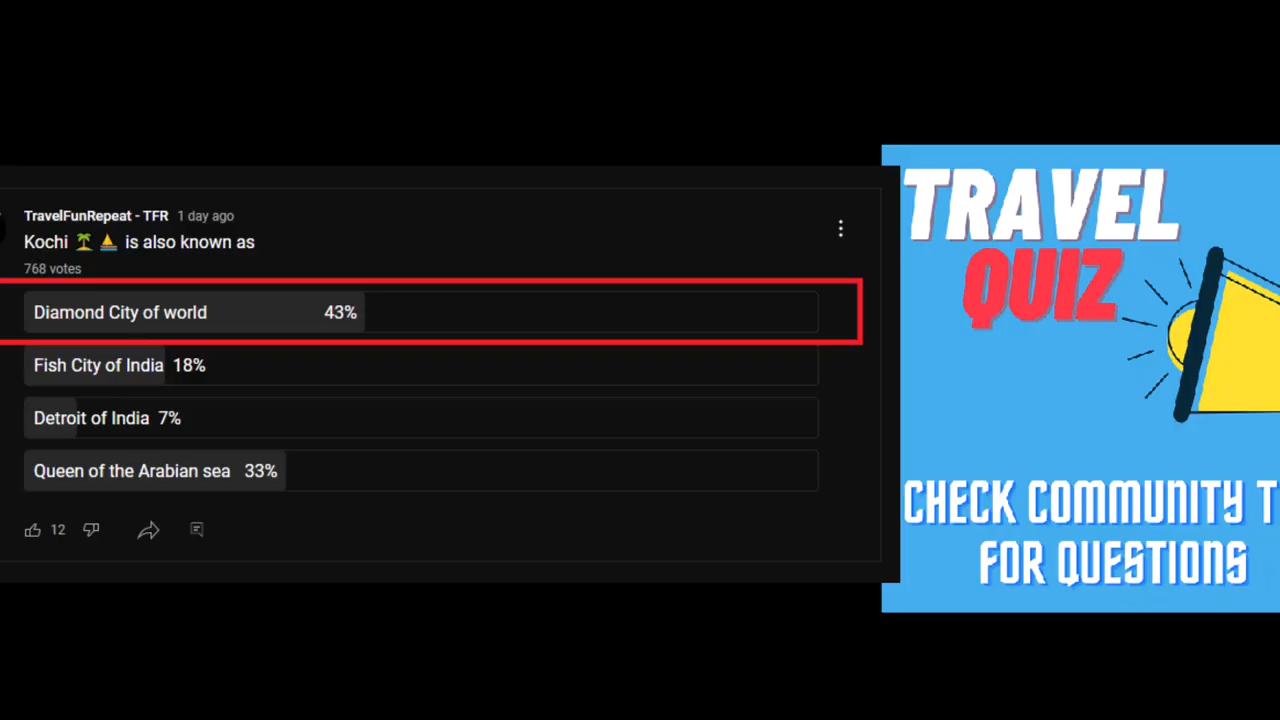 TravelFunRepeat - TFR 1 day ago
Kochi 🌴 ⛵ is also known as
768 votes
Diamond City of world 43%
Fish City of India 18%
Detroit of India 7%
Queen of the Arabian sea 33%
12
TRAVEL
QUIZ
CHECK COMMUNITY T
FOR QUESTIONS